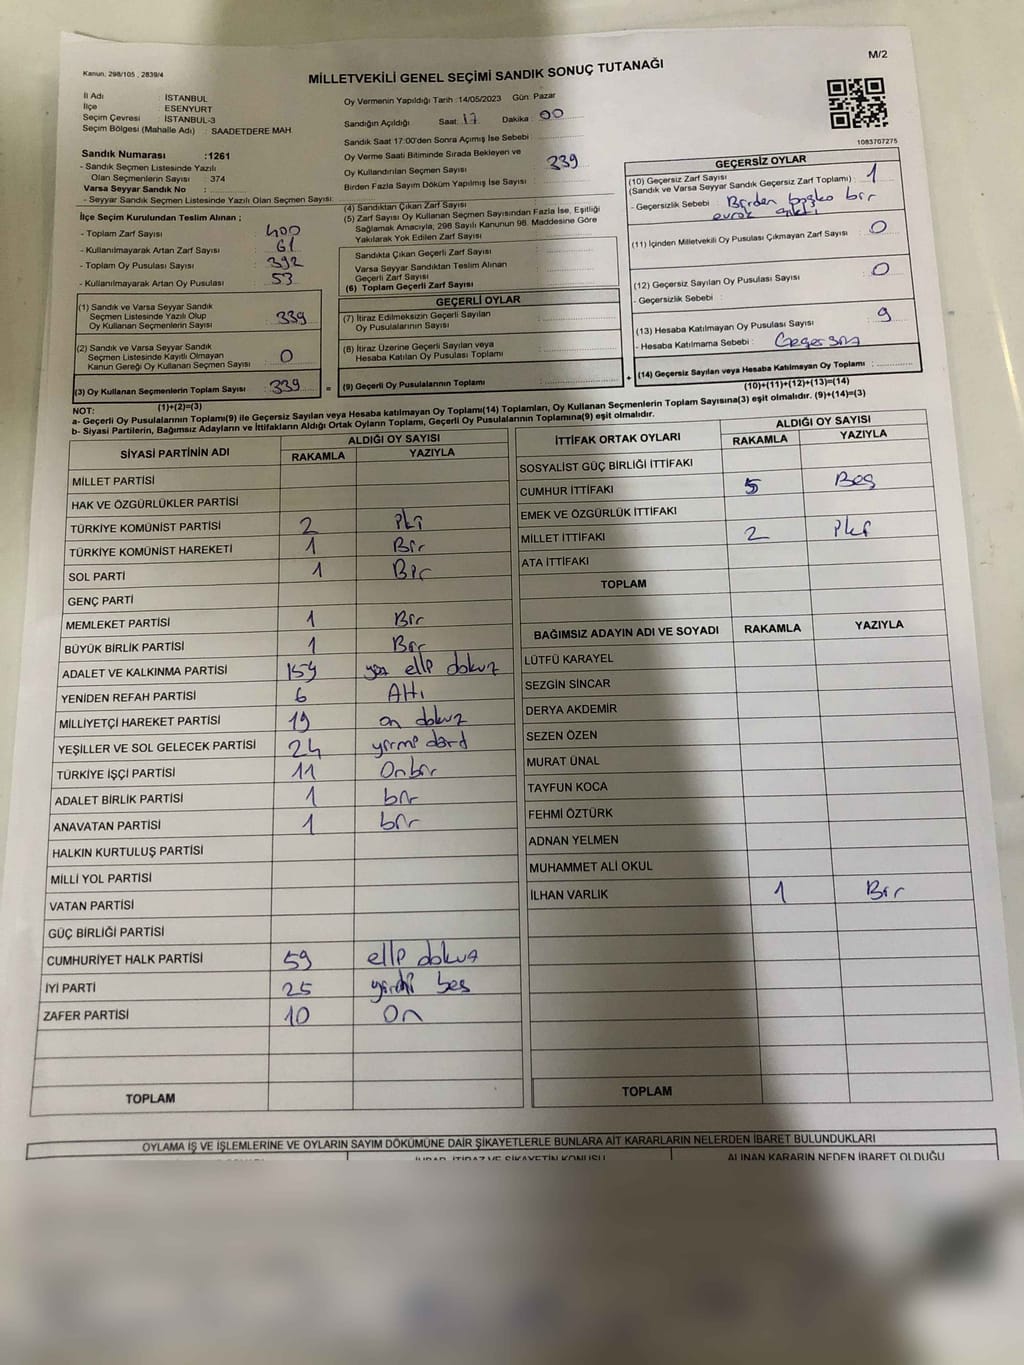 Kanun: 298/105 , 2839/4
MİLLETVEKİLİ GENEL SEÇİMİ SANDIK SONUÇ TUTANAĞI
M/2
İl Adı : İSTANBUL
İlçe : ESENYURT
Seçim Çevresi : İSTANBUL-3
Seçim Bölgesi (Mahalle Adı) : SAADETDERE MAH.
Oy Vermenin Yapıldığı Tarih :14/05/2023 Gün: Pazar
Sandığın Açıldığı Saat: 17 Dakika : 00
Sandık Saat 17:00'den Sonra Açımış İse Sebebi :
Oy Verme Saati Bitiminde Sırada Bekleyen ve
Oy Kullandırılan Seçmen Sayısı : 339
Birden Fazla Sayım Döküm Yapılmış İse Sayısı :
1083707275
Sandık Numarası :1261
- Sandık Seçmen Listesinde Yazılı
Olan Seçmenlerin Sayısı : 374
Varsa Seyyar Sandık No :
- Seyyar Sandık Seçmen Listesinde Yazılı Olan Seçmen Sayısı:
İlçe Seçim Kurulundan Teslim Alınan ;
- Toplam Zarf Sayısı : 400
- Kullanılmayarak Artan Zarf Sayısı : 61
- Toplam Oy Pusulası Sayısı : 392
- Kullanılmayarak Artan Oy Pusulası : 53
(1) Sandık ve Varsa Seyyar Sandık
Seçmen Listesinde Yazılı Olup
Oy Kullanan Seçmenlerin Sayısı : 339
(2) Sandık ve Varsa Seyyar Sandık
Seçmen Listesinde Kayıtlı Olmayan
Kanun Gereği Oy Kullanan Seçmen Sayısı : 0
(3) Oy Kullanan Seçmenlerin Toplam Sayısı : 339 =
(1)+(2)=(3)
(4) Sandıktan Çıkan Zarf Sayısı
(5) Zarf Sayısı Oy Kullanan Seçmen Sayısından Fazla İse, Eşitliği
Sağlamak Amacıyla, 298 Sayılı Kanunun 98. Maddesine Göre
Yakılarak Yok Edilen Zarf Sayısı
Sandıkta Çıkan Geçerli Zarf Sayısı :
Varsa Seyyar Sandıktan Teslim Alınan
Geçerli Zarf Sayısı :
(6) Toplam Geçerli Zarf Sayısı :
GEÇERLİ OYLAR
(7) İtiraz Edilmeksizin Geçerli Sayılan
Oy Pusulalarının Sayısı :
(8) İtiraz Üzerine Geçerli Sayılan veya
Hesaba Katılan Oy Pusulası Toplamı :
(9) Geçerli Oy Pusulalarının Toplamı : +
GEÇERSİZ OYLAR
(10) Geçersiz Zarf Sayısı
(Sandık ve Varsa Seyyar Sandık Geçersiz Zarf Toplamı) : 1
- Geçersizlik Sebebi : Birden başka bir
evrak çıktı
(11) İçinden Milletvekili Oy Pusulası Çıkmayan Zarf Sayısı : 0
(12) Geçersiz Sayılan Oy Pusulası Sayısı : 0
- Geçersizlik Sebebi :
(13) Hesaba Katılmayan Oy Pusulası Sayısı : 9
- Hesaba Katılmama Sebebi : Geçersiz
(14) Geçersiz Sayılan veya Hesaba Katılmayan Oy Toplamı :
(10)+(11)+(12)+(13)=(14)
NOT:
a- Geçerli Oy Pusulalarının Toplamı(9) ile Geçersiz Sayılan veya Hesaba katılmayan Oy Toplamı(14) Toplamları, Oy Kullanan Seçmenlerin Toplam Sayısına(3) eşit olmalıdır. (9)+(14)=(3)
b- Siyasi Partilerin, Bağımsız Adayların ve İttifakların Aldığı Ortak Oyların Toplamı, Geçerli Oy Pusulalarının Toplamına(9) eşit olmalıdır.
SİYASİ PARTİNİN ADI ALDIĞI OY SAYISI
RAKAMLA YAZIYLA
MİLLET PARTİSİ
HAK VE ÖZGÜRLÜKLER PARTİSİ
TÜRKİYE KOMÜNİST PARTİSİ 2 İki
TÜRKİYE KOMÜNİST HAREKETİ 1 Bir
SOL PARTİ 1 Bir
GENÇ PARTİ
MEMLEKET PARTİSİ 1 Bir
BÜYÜK BİRLİK PARTİSİ 1 Bir
ADALET VE KALKINMA PARTİSİ 159 yüz elli dokuz
YENİDEN REFAH PARTİSİ 6 Altı
MİLLİYETÇİ HAREKET PARTİSİ 19 on dokuz
YEŞİLLER VE SOL GELECEK PARTİSİ 24 yirmi dörd
TÜRKİYE İŞÇİ PARTİSİ 11 Onbir
ADALET BİRLİK PARTİSİ 1 bir
ANAVATAN PARTİSİ 1 bir
HALKIN KURTULUŞ PARTİSİ
MİLLİ YOL PARTİSİ
VATAN PARTİSİ
GÜÇ BİRLİĞİ PARTİSİ
CUMHURİYET HALK PARTİSİ 59 elli dokuz
İYİ PARTİ 25 yirmi beş
ZAFER PARTİSİ 10 On
TOPLAM
İTTİFAK ORTAK OYLARI ALDIĞI OY SAYISI
RAKAMLA YAZIYLA
SOSYALİST GÜÇ BİRLİĞİ İTTİFAKI
CUMHUR İTTİFAKI 5 Beş
EMEK VE ÖZGÜRLÜK İTTİFAKI
MİLLET İTTİFAKI 2 İki
ATA İTTİFAKI
TOPLAM
BAĞIMSIZ ADAYIN ADI VE SOYADI RAKAMLA YAZIYLA
LÜTFÜ KARAYEL
SEZGİN SİNCAR
DERYA AKDEMİR
SEZEN ÖZEN
MURAT ÜNAL
TAYFUN KOCA
FEHMİ ÖZTÜRK
ADNAN YELMEN
MUHAMMET ALİ OKUL
İLHAN VARLIK 1 Bir
TOPLAM
OYLAMA İŞ VE İŞLEMLERİNE VE OYLARIN SAYIM DÖKÜMÜNE DAİR ŞİKAYETLERLE BUNLARA AİT KARARLARIN NELERDEN İBARET BULUNDUKLARI
İHBAR, İTİRAZ VE ŞİKAYETİN KONUSU ALINAN KARARIN NEDEN İBARET OLDUĞU